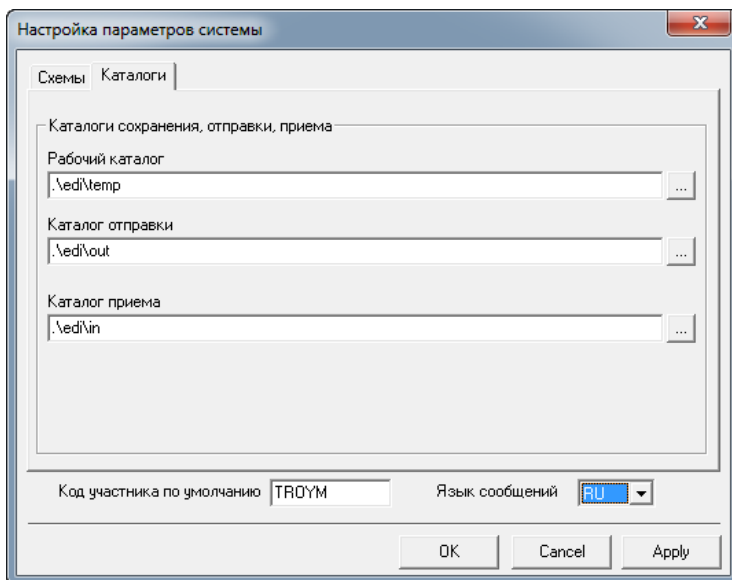 Настройка параметров системы
Схемы Каталоги
Каталоги сохранения, отправки, приема
Рабочий каталог
.\edi\temp ...
Каталог отправки
.\edi\out ...
Каталог приема
.\edi\in ...
Код участника по умолчанию TROYM Язык сообщений RU
OK Cancel Apply